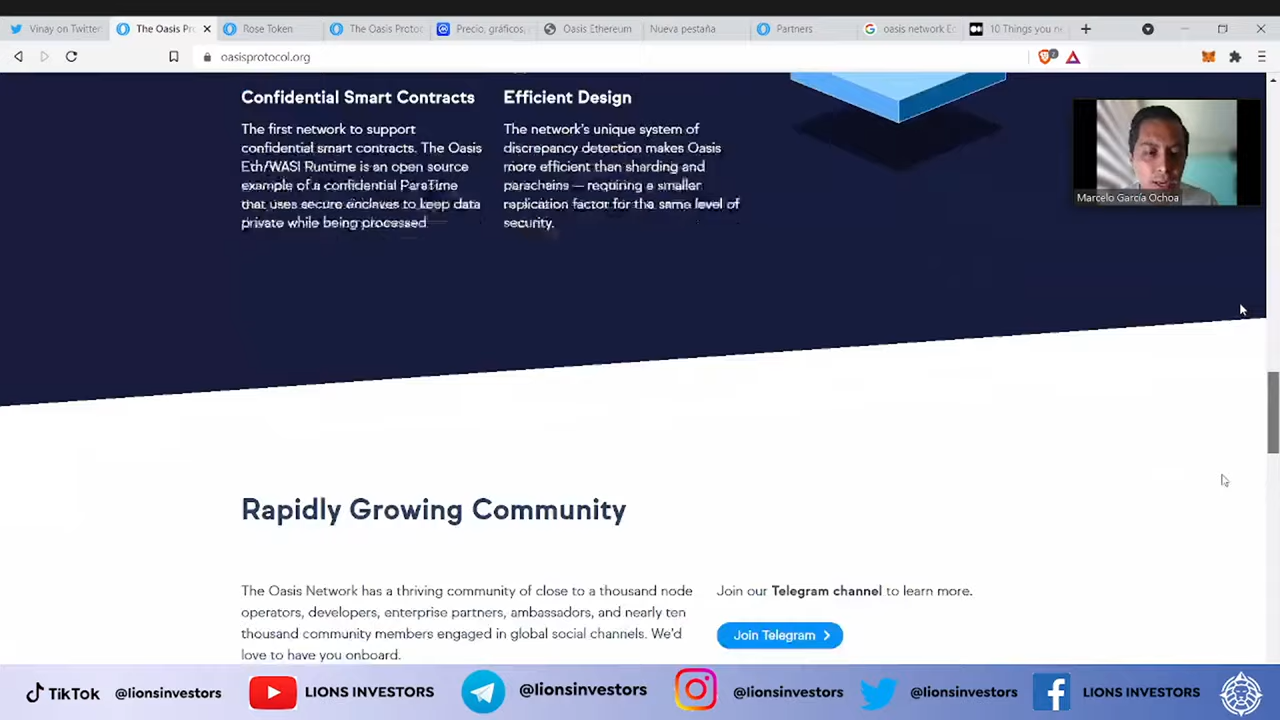 Vinay on Twitter
The Oasis Pro
Rose Token
The Oasis Protoc
Precio, gráficos,
Oasis Ethereum
Nueva pestaña
Partners
oasis network Ec
10 Things you ne
oasisprotocol.org
Confidential Smart Contracts
The first network to support
confidential smart contracts. The Oasis
Eth/WASI Runtime is an open source
example of a confidential ParaTime
that uses secure enclaves to keep data
private while being processed.
Efficient Design
The network's unique system of
discrepancy detection makes Oasis
more efficient than sharding and
parachains — requiring a smaller
replication factor for the same level of
security.
Marcelo García Ochoa
Rapidly Growing Community
The Oasis Network has a thriving community of close to a thousand node
operators, developers, enterprise partners, ambassadors, and nearly ten
thousand community members engaged in global social channels. We'd
love to have you onboard.
Join our Telegram channel to learn more.
Join Telegram
TikTok @lionsinvestors
LIONS INVESTORS
@lionsinvestors
@lionsinvestors
@lionsinvestors
LIONS INVESTORS